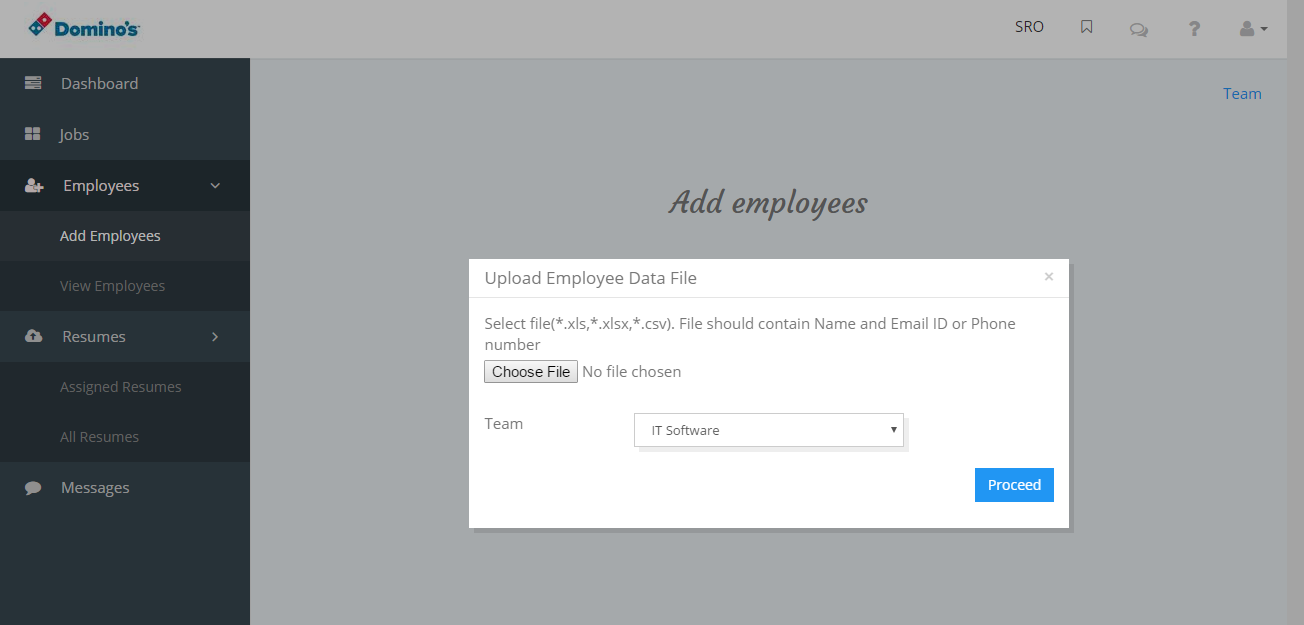 Domino's
SRO
?
Dashboard
Team
Jobs
Employees
Add employees
Add Employees
View Employees
Resumes
Assigned Resumes
All Resumes
Messages
Upload Employee Data File ×
Select file(*.xls,*.xlsx,*.csv). File should contain Name and Email ID or Phone
number
Choose File No file chosen
Team IT Software
Proceed